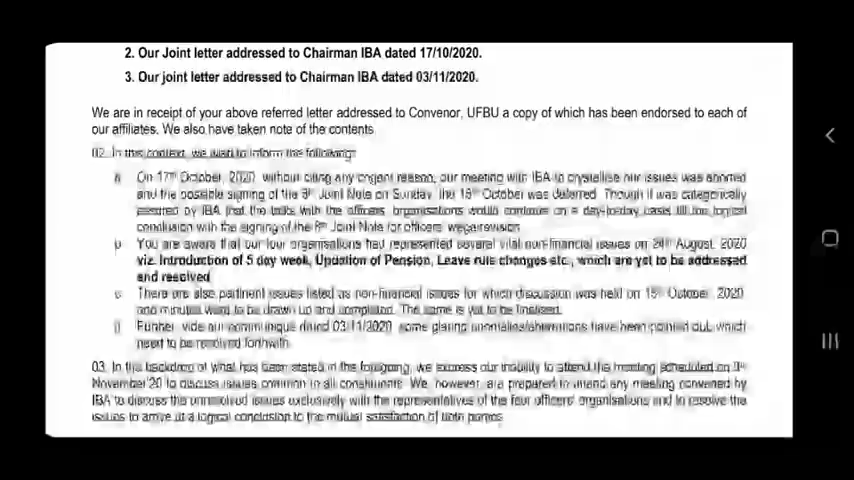 2. Our Joint letter addressed to Chairman IBA dated 17/10/2020.
3. Our joint letter addressed to Chairman IBA dated 03/11/2020.
We are in receipt of your above referred letter addressed to Convenor, UFBU a copy of which has been endorsed to each of
our affiliates. We also have taken note of the contents
02. In this context, we wish to inform the following:
a On 17th October, 2020, without citing any cogent reason, our meeting with IBA to crystalise our issues was aborted
and the possible signing of the 8th Joint Note on Sunday, the 18th October was deferred. Though it was categorically
assured by IBA that the talks with the officers' organisations would continue on a day-to-day basis till the logical
conclusion with the signing of the 8th Joint Note for officers' wage revision
b You are aware that our four organisations had represented several vital non-financial issues on August, 2020
viz. Introduction of 5 day week, Updation of Pension, Leave rule changes etc., which are yet to be addressed
and resolved
c There are also pertinent issues listed as non-financial issues for which discussion was held on October, 2020
and minutes went to be drawn up and completed. The same is yet to be finalised.
Further, vide our communique dated 03/11/2020, some glaring anomalies/aberrations have been pointed out, which
need to be resolved forthwith.
03. In the backdrop of what has been stated in the foregoing, we express our inability to attend the meeting scheduled on
November'20 to discuss issues common to all constituents. We, however, are prepared to attend any meeting convened by
IBA to discuss the unresolved issues exclusively with the representatives of the four officers' organisations and to resolve the
issues to arrive at a logical conclusion to the mutual satisfaction of both parties